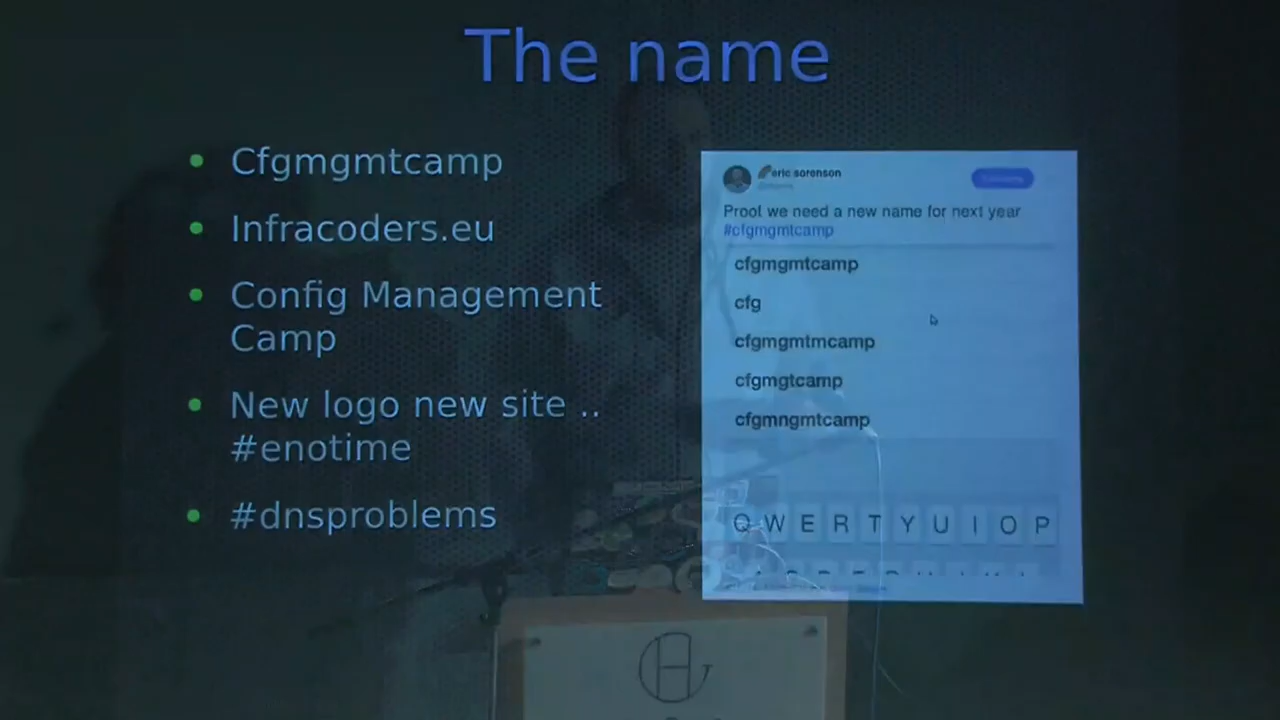 The name
Cfgmgmtcamp
Infracoders.eu
Config Management
Camp
New logo new site ..
#enotime
#dnsproblems
eric sorenson
Proof we need a new name for next year
#cfgmgmtcamp
cfgmgmtcamp
cfg
cfgmgmtmcamp
cfgmgtcamp
cfgmngmtcamp
Q W E R T Y U I O P